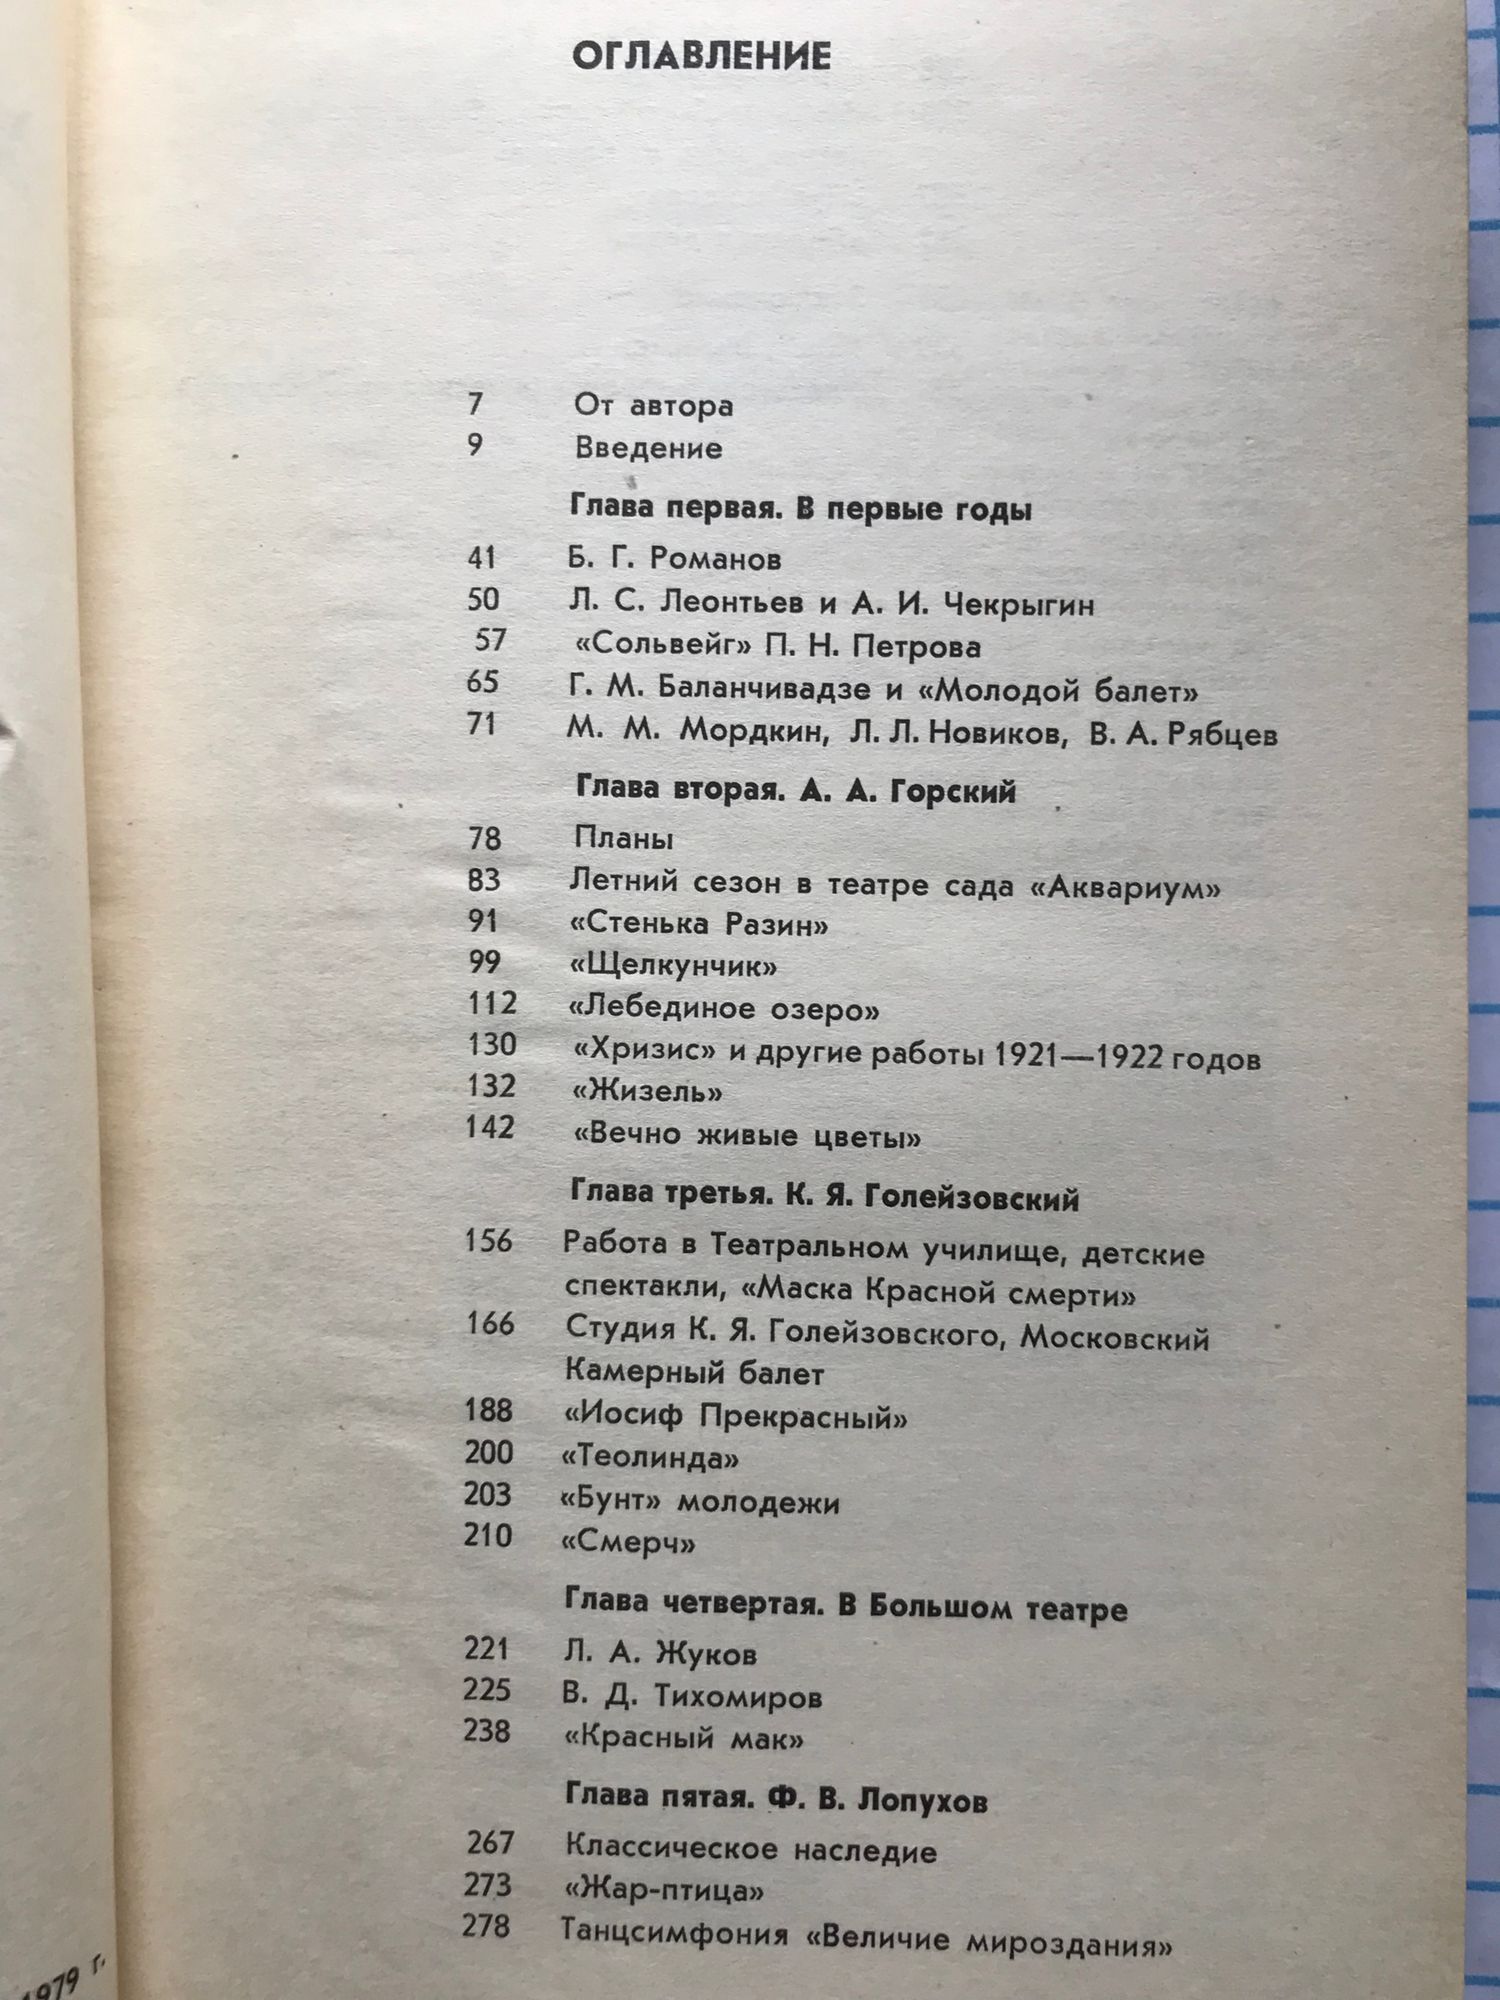 ОГЛАВЛЕНИЕ
7 От автора
9 Введение
Глава первая. В первые годы
41 Б. Г. Романов
50 Л. С. Леонтьев и А. И. Чекрыгин
57 «Сольвейг» П. Н. Петрова
65 Г. М. Баланчивадзе и «Молодой балет»
71 М. М. Мордкин, Л. Л. Новиков, В. А. Рябцев
Глава вторая. А. А. Горский
78 Планы
83 Летний сезон в театре сада «Аквариум»
91 «Стенька Разин»
99 «Щелкунчик»
112 «Лебединое озеро»
130 «Хризис» и другие работы 1921—1922 годов
132 «Жизель»
142 «Вечно живые цветы»
Глава третья. К. Я. Голейзовский
156 Работа в Театральном училище, детские
спектакли, «Маска Красной смерти»
166 Студия К. Я. Голейзовского, Московский
Камерный балет
188 «Иосиф Прекрасный»
200 «Теолинда»
203 «Бунт» молодежи
210 «Смерч»
Глава четвертая. В Большом театре
221 Л. А. Жуков
225 В. Д. Тихомиров
238 «Красный мак»
Глава пятая. Ф. В. Лопухов
267 Классическое наследие
273 «Жар-птица»
278 Танцсимфония «Величие мироздания»
1979 г.